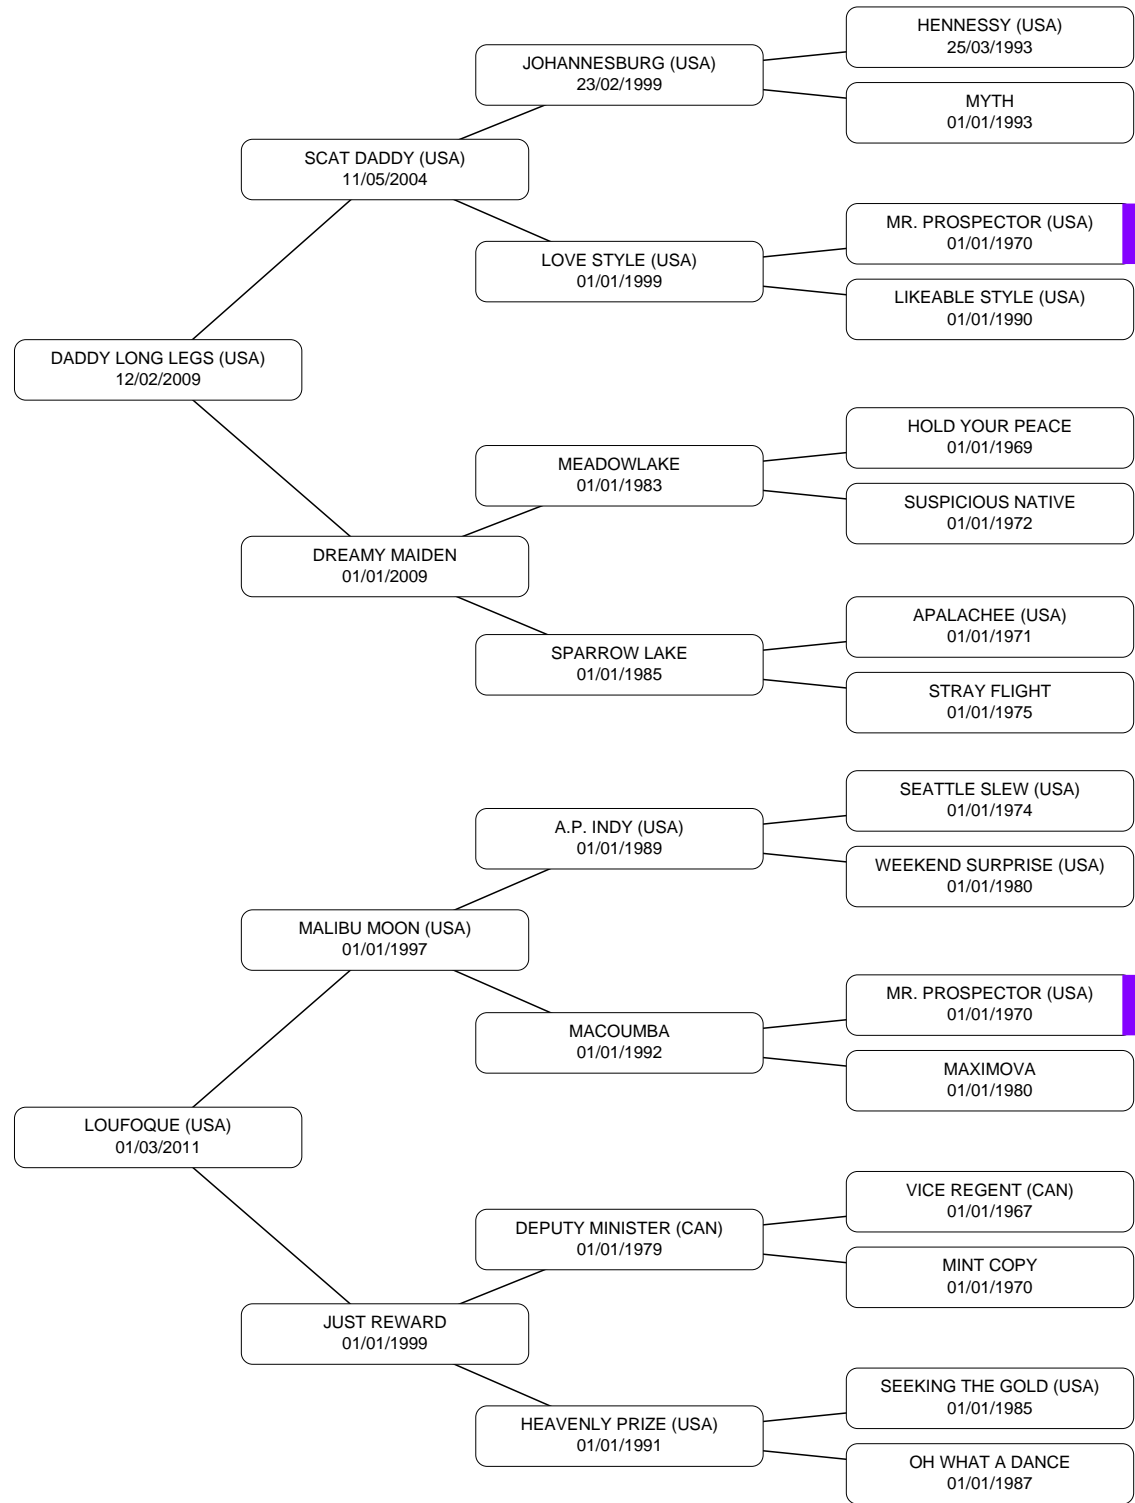 HENNESSY (USA)
25/03/1993
JOHANNESBURG (USA)
23/02/1999
MYTH
01/01/1993
SCAT DADDY (USA)
11/05/2004
MR. PROSPECTOR (USA)
01/01/1970
LOVE STYLE (USA)
01/01/1999
LIKEABLE STYLE (USA)
01/01/1990
DADDY LONG LEGS (USA)
12/02/2009
HOLD YOUR PEACE
01/01/1969
MEADOWLAKE
01/01/1983
SUSPICIOUS NATIVE
01/01/1972
DREAMY MAIDEN
01/01/2009
APALACHEE (USA)
01/01/1971
SPARROW LAKE
01/01/1985
STRAY FLIGHT
01/01/1975
SEATTLE SLEW (USA)
01/01/1974
A.P. INDY (USA)
01/01/1989
WEEKEND SURPRISE (USA)
01/01/1980
MALIBU MOON (USA)
01/01/1997
MR. PROSPECTOR (USA)
01/01/1970
MACOUMBA
01/01/1992
MAXIMOVA
01/01/1980
LOUFOQUE (USA)
01/03/2011
VICE REGENT (CAN)
01/01/1967
DEPUTY MINISTER (CAN)
01/01/1979
MINT COPY
01/01/1970
JUST REWARD
01/01/1999
SEEKING THE GOLD (USA)
01/01/1985
HEAVENLY PRIZE (USA)
01/01/1991
OH WHAT A DANCE
01/01/1987